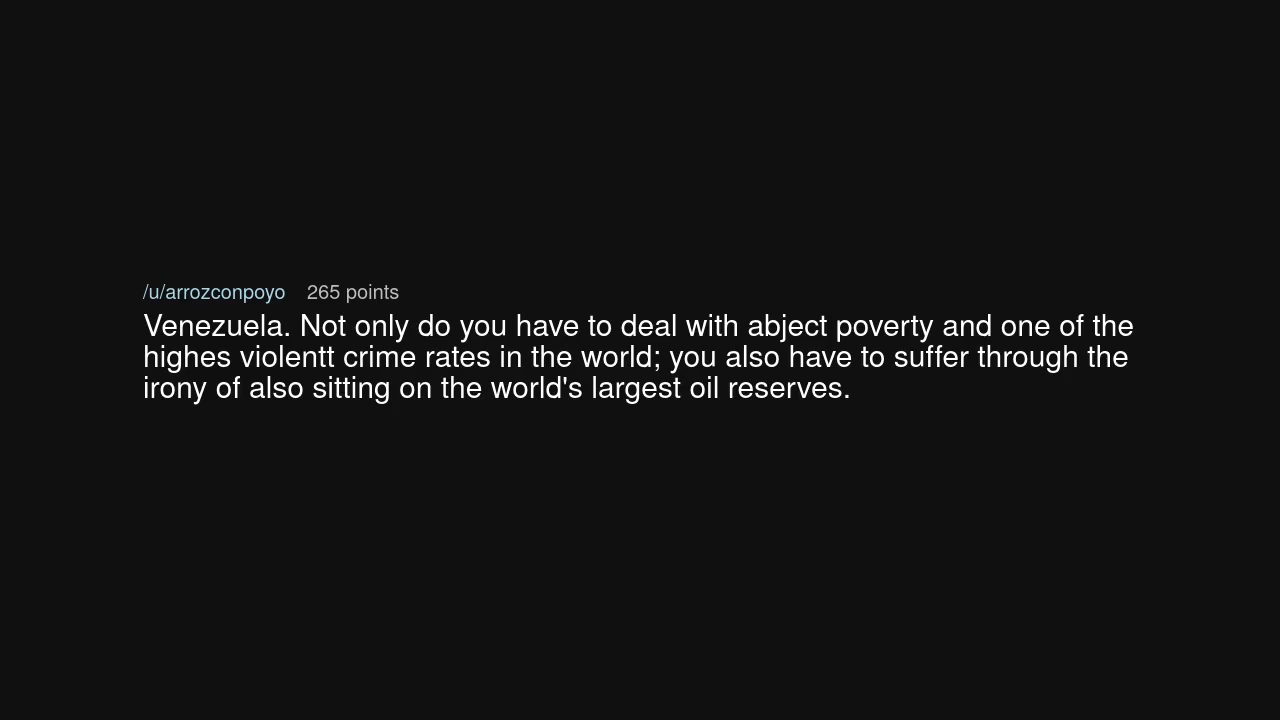 /u/arrozconpoyo 265 points
Venezuela. Not only do you have to deal with abject poverty and one of the
highes violentt crime rates in the world; you also have to suffer through the
irony of also sitting on the world's largest oil reserves.